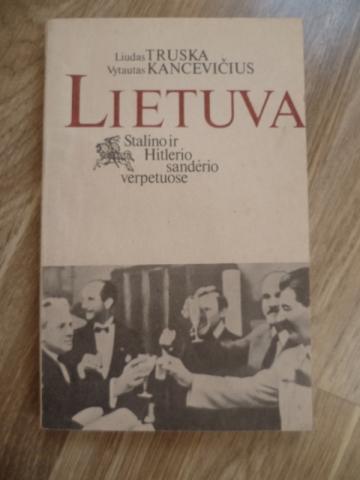 Liudas TRUSKA
Vytautas KANCEVIČIUS
LIETUVA
Stalino ir
Hitlerio
sandėrio
verpetuose